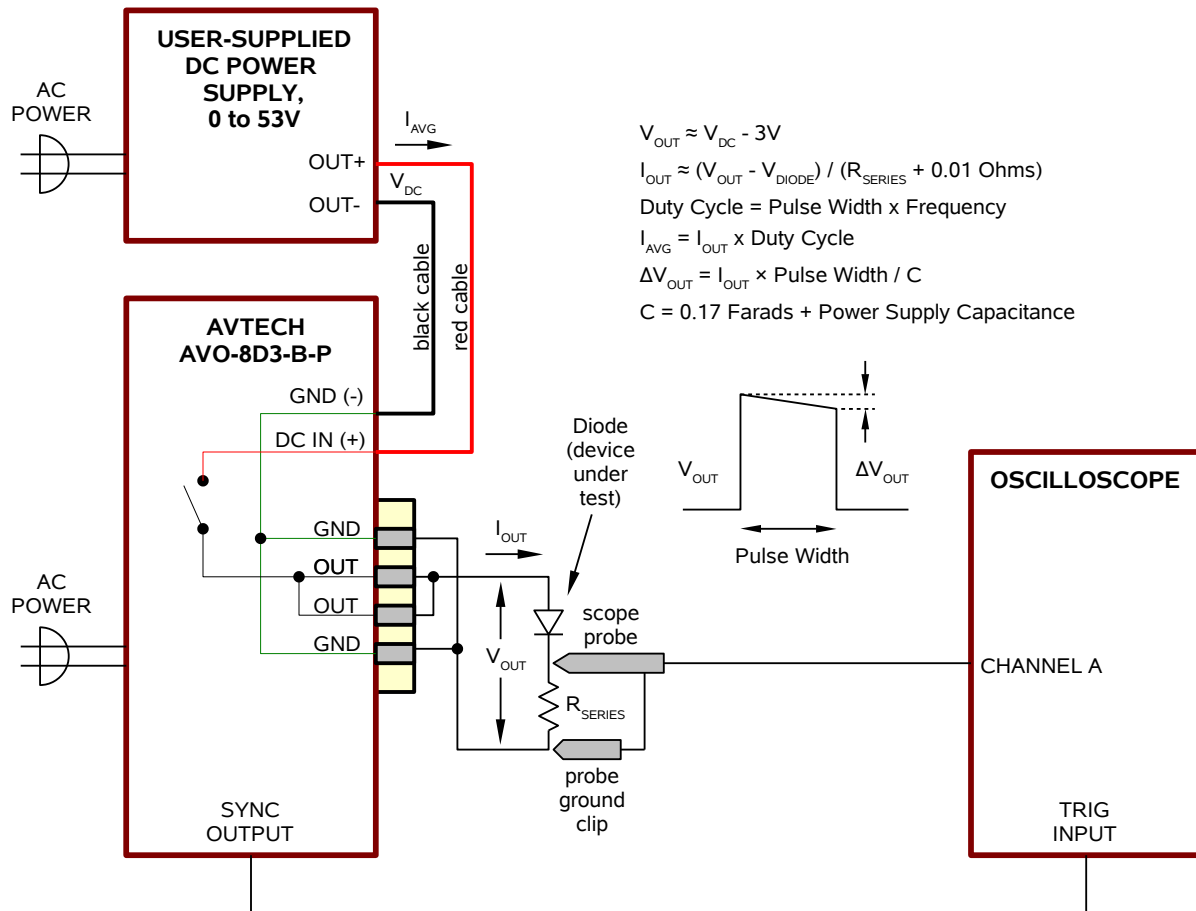 USER-SUPPLIED
DC POWER
SUPPLY,
0 to 53V
AC
POWER
OUT+
OUT-
I_AVG
V_DC
black cable
red cable
V_OUT ≈ V_DC - 3V
I_OUT ≈ (V_OUT - V_DIODE) / (R_SERIES + 0.01 Ohms)
Duty Cycle = Pulse Width x Frequency
I_AVG = I_OUT x Duty Cycle
ΔV_OUT = I_OUT × Pulse Width / C
C = 0.17 Farads + Power Supply Capacitance
AVTECH
AVO-8D3-B-P
GND (-)
DC IN (+)
GND
OUT
OUT
GND
AC
POWER
SYNC
OUTPUT
I_OUT
V_OUT
Diode
(device
under
test)
scope
probe
R_SERIES
probe
ground
clip
V_OUT
ΔV_OUT
Pulse Width
OSCILLOSCOPE
CHANNEL A
TRIG
INPUT